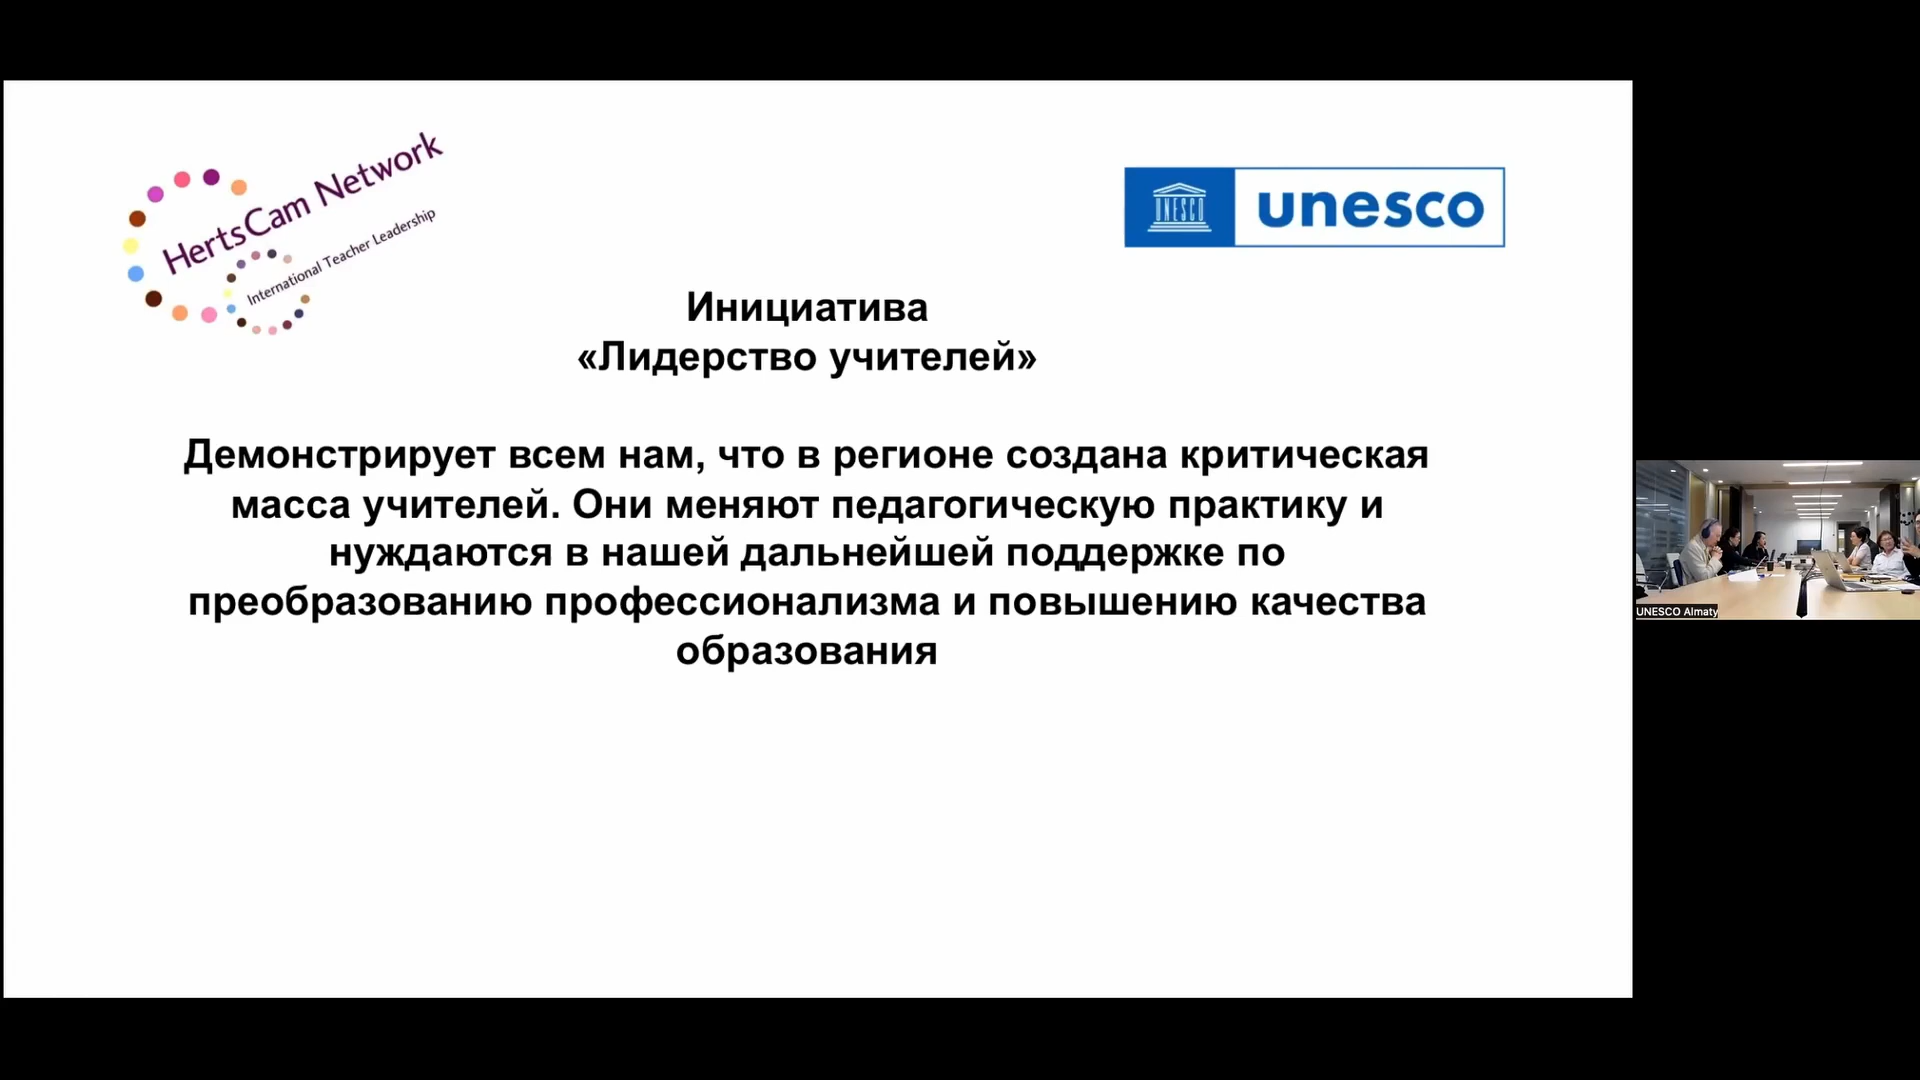 HertsCam Network
International Teacher Leadership
UNESCO
unesco
Инициатива
«Лидерство учителей»
Демонстрирует всем нам, что в регионе создана критическая
масса учителей. Они меняют педагогическую практику и
нуждаются в нашей дальнейшей поддержке по
преобразованию профессионализма и повышению качества
образования
UNESCO Almaty